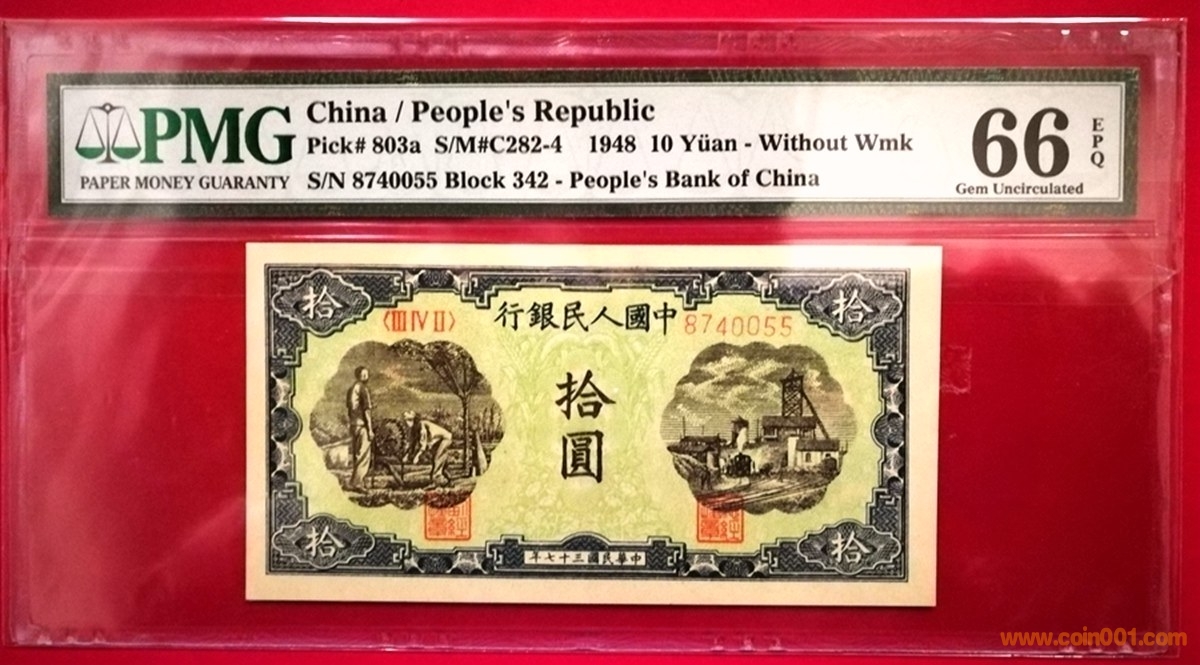 PMG
PAPER MONEY GUARANTY
China / People's Republic
Pick# 803a S/M#C282-4 1948 10 Yüan - Without Wmk
S/N 8740055 Block 342 - People's Bank of China
66
EPQ
Gem Uncirculated
拾
拾
〈III IV II〉
行銀民人國中
8740055
拾圓
拾
拾
年七十三國民華中
www.coin001.com